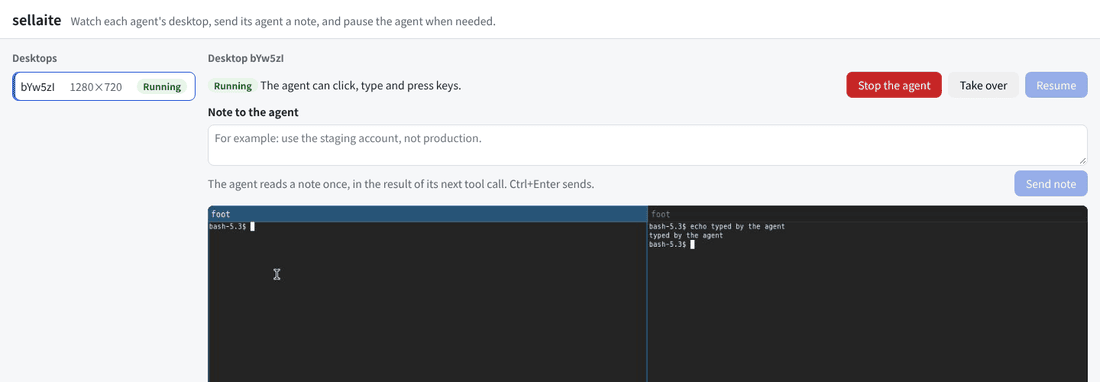 sellaite Watch each agent's desktop, send its agent a note, and pause the agent when needed.
Desktops
bYw5zI 1280×720 Running
Desktop bYw5zI
Running The agent can click, type and press keys. Stop the agent Take over Resume
Note to the agent
For example: use the staging account, not production.
The agent reads a note once, in the result of its next tool call. Ctrl+Enter sends. Send note
foot
bash-5.3$
foot
bash-5.3$ echo typed by the agent
typed by the agent
bash-5.3$